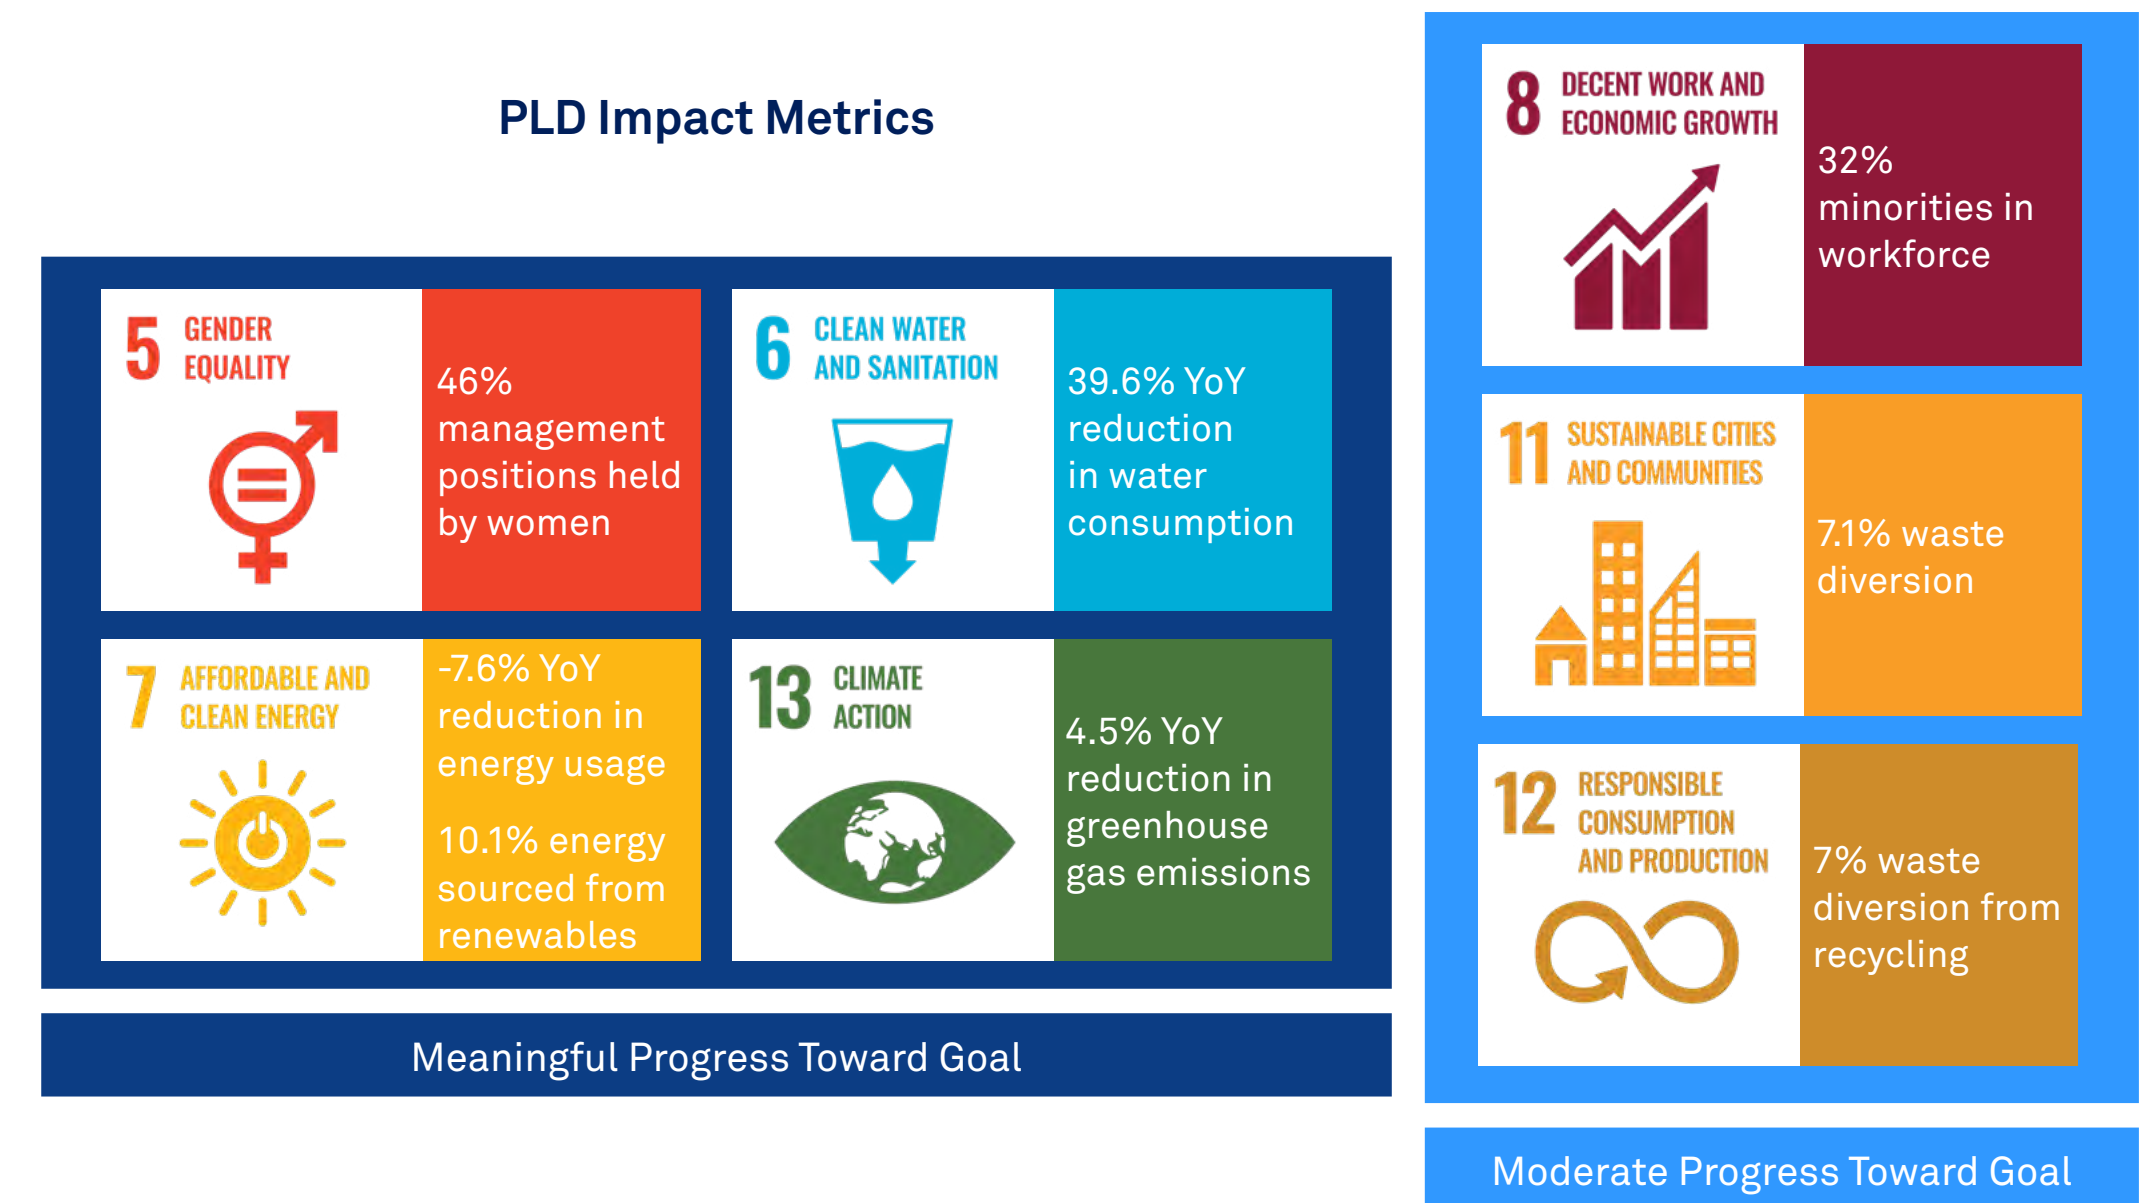 PLD Impact Metrics
5 GENDER
EQUALITY
46%
management
positions held
by women
6 CLEAN WATER
AND SANITATION
39.6% YoY
reduction
in water
consumption
7 AFFORDABLE AND
CLEAN ENERGY
-7.6% YoY
reduction in
energy usage
10.1% energy
sourced from
renewables
13 CLIMATE
ACTION
4.5% YoY
reduction in
greenhouse
gas emissions
Meaningful Progress Toward Goal
8 DECENT WORK AND
ECONOMIC GROWTH
32%
minorities in
workforce
11 SUSTAINABLE CITIES
AND COMMUNITIES
7.1% waste
diversion
12 RESPONSIBLE
CONSUMPTION
AND PRODUCTION
7% waste
diversion from
recycling
Moderate Progress Toward Goal